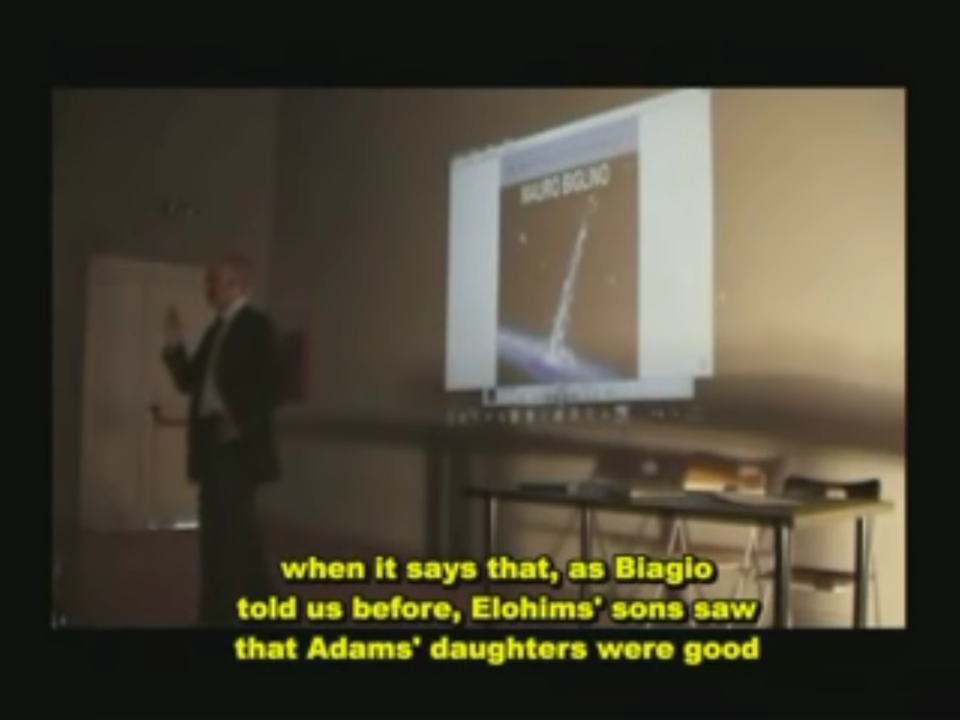 MAURO BIGLINO
when it says that, as Biagio
told us before, Elohims' sons saw
that Adams' daughters were good